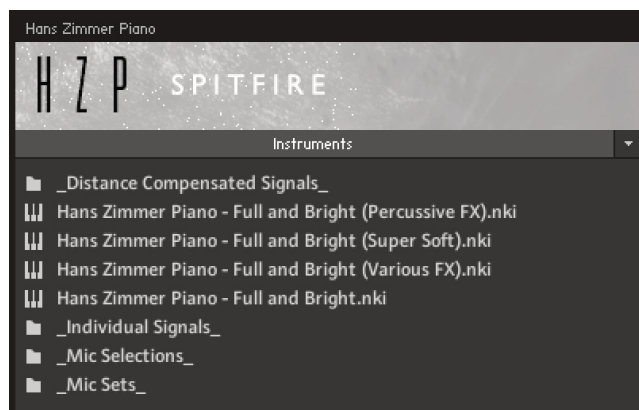 Hans Zimmer Piano
HZP SPITFIRE
Instruments
_Distance Compensated Signals_
Hans Zimmer Piano - Full and Bright (Percussive FX).nki
Hans Zimmer Piano - Full and Bright (Super Soft).nki
Hans Zimmer Piano - Full and Bright (Various FX).nki
Hans Zimmer Piano - Full and Bright.nki
_Individual Signals_
_Mic Selections_
_Mic Sets_